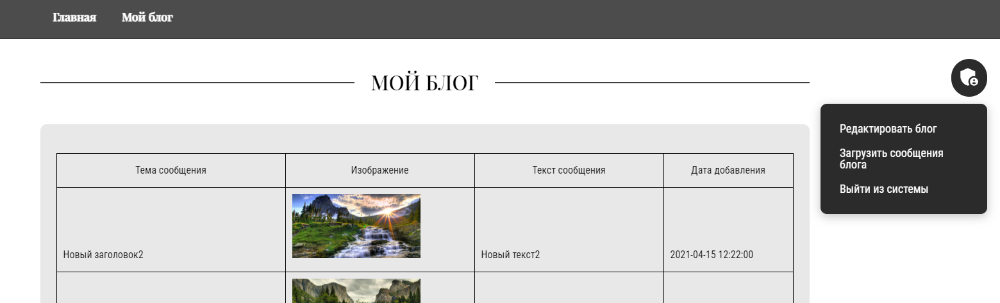 Главная Мой блог
МОЙ БЛОГ
Редактировать блог
Загрузить сообщения
блога
Выйти из системы
Тема сообщения Изображение Текст сообщения Дата добавления
Новый заголовок2 Новый текст2 2021-04-15 12:22:00